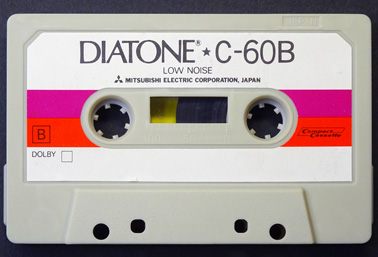 DIATONE® ★ C-60B
LOW NOISE
MITSUBISHI ELECTRIC CORPORATION, JAPAN
B
Compact
Cassette
DOLBY